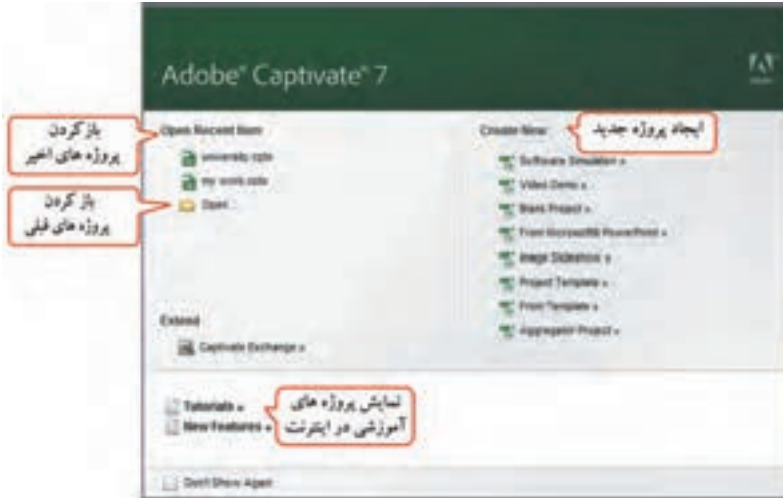 Adobe® Captivate® 7
Open Recent Item
university.cptx
my work.cptx
Open...
Create New
Software Simulation »
Video Demo »
Blank Project »
From Microsoft® PowerPoint »
Image Slideshow »
Project Template »
From Template »
Aggregator Project »
Extend
Captivate Exchange »
Tutorials »
New Features »
Don't Show Again
باز کردن
پروژه های اخیر
باز کردن
پروژه های قبلی
ایجاد پروژه جدید
نمایش پروژه های
آموزشی در اینترنت